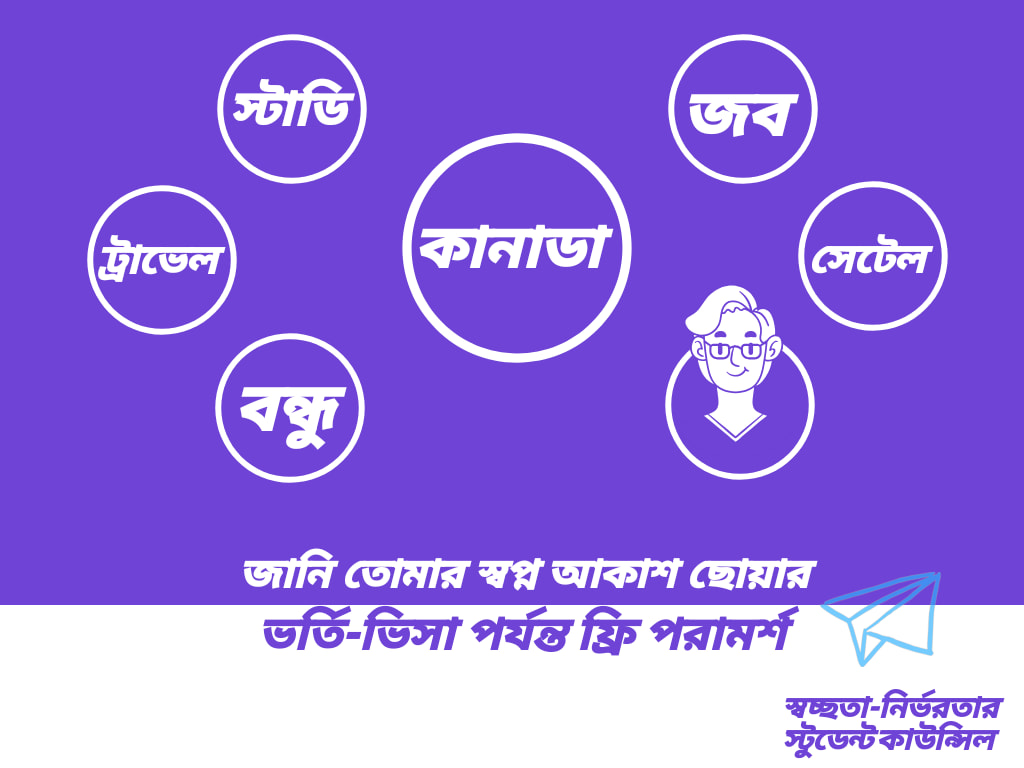 স্টাডি
জব
কানাডা
ট্রাভেল
সেটেল
বন্ধু
জানি তোমার স্বপ্ন আকাশ ছোয়ার
ভর্তি-ভিসা পর্যন্ত ফ্রি পরামর্শ
স্বচ্ছতা-নির্ভরতার
স্টুডেন্ট কাউন্সিল